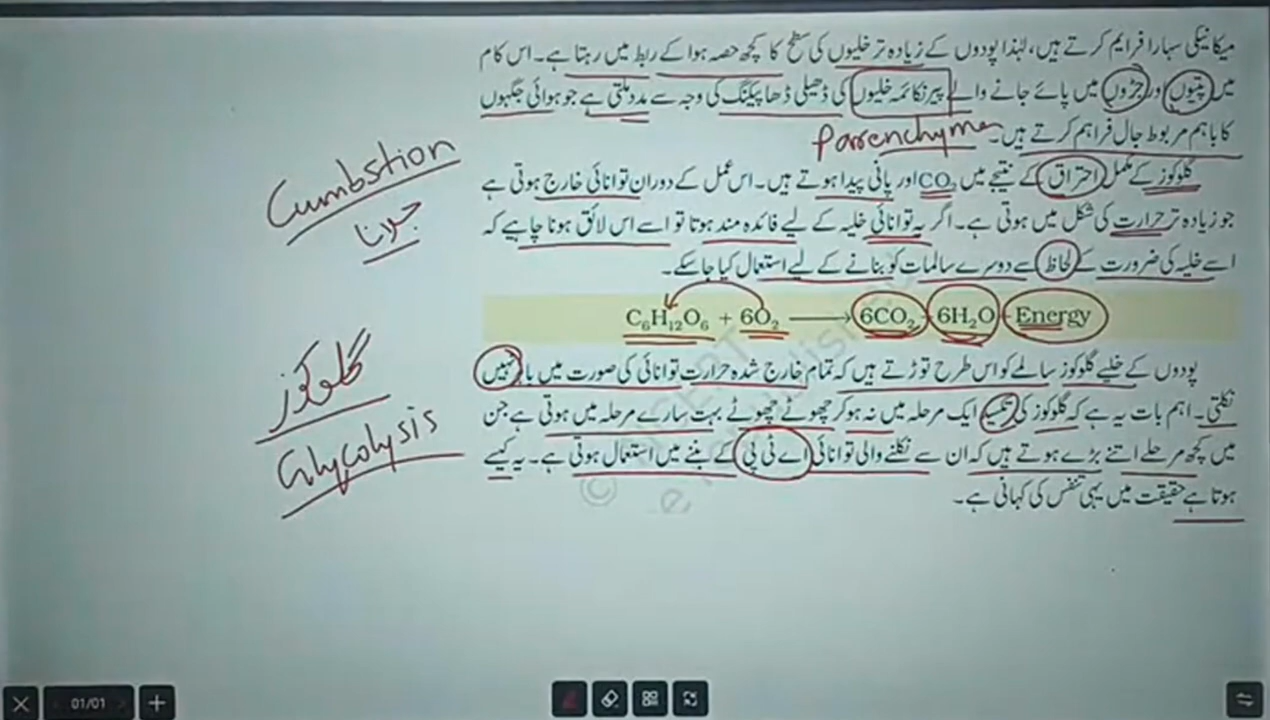 میکانیکی سہارا فراہم کرتے ہیں، لہٰذا پودوں کے زیادہ تر خلیوں کی سطح کا کچھ حصہ ہوا کے ربط میں رہتا ہے۔ اس کام
میں پتیوں اور جڑوں میں پائے جانے والے پیرنکائمہ خلیوں کی ڈھیلی ڈھا پیکنگ کی وجہ سے مدد ملتی ہے جو ہوائی جگہوں
کا باہم مربوط جال فراہم کرتے ہیں۔
Parrenchyma
گلوکوز کے مکمل احتراق کے نتیجے میں CO₂ اور پانی پیدا ہوتے ہیں۔ اس عمل کے دوران توانائی خارج ہوتی ہے
جو زیادہ تر حرارت کی شکل میں ہوتی ہے۔ اگر یہ توانائی خلیہ کے لیے فائدہ مند ہوتا تو اسے اس لائق ہونا چاہیے کہ
اسے خلیہ کی ضرورت کے لحاظ سے دوسرے سالمات کو بنانے کے لیے استعمال کیا جا سکے۔
C₆H₁₂O₆ + 6O₂ ⟶ 6CO₂ + 6H₂O + Energy
پودوں کے خلیے گلوکوز سالمے کو اس طرح توڑتے ہیں کہ تمام خارج شدہ حرارت توانائی کی صورت میں باہر نہیں
نکلتی۔ اہم بات یہ ہے کہ گلوکوز کی ایک مرحلہ میں نہ ہو کر چھوٹے چھوٹے بہت سارے مرحلہ میں ہوتی ہے جن
میں کچھ مرحلے اتنے بڑے ہوتے ہیں کہ ان سے نکلنے والی توانائی اے ٹی پی کے بننے میں استعمال ہوتی ہے۔ یہ کیسے
ہوتا ہے حقیقت میں یہی تنفس کی کہانی ہے۔
Cumbstion
جلانا
گلوکوز
Glycolysis
©
01/01